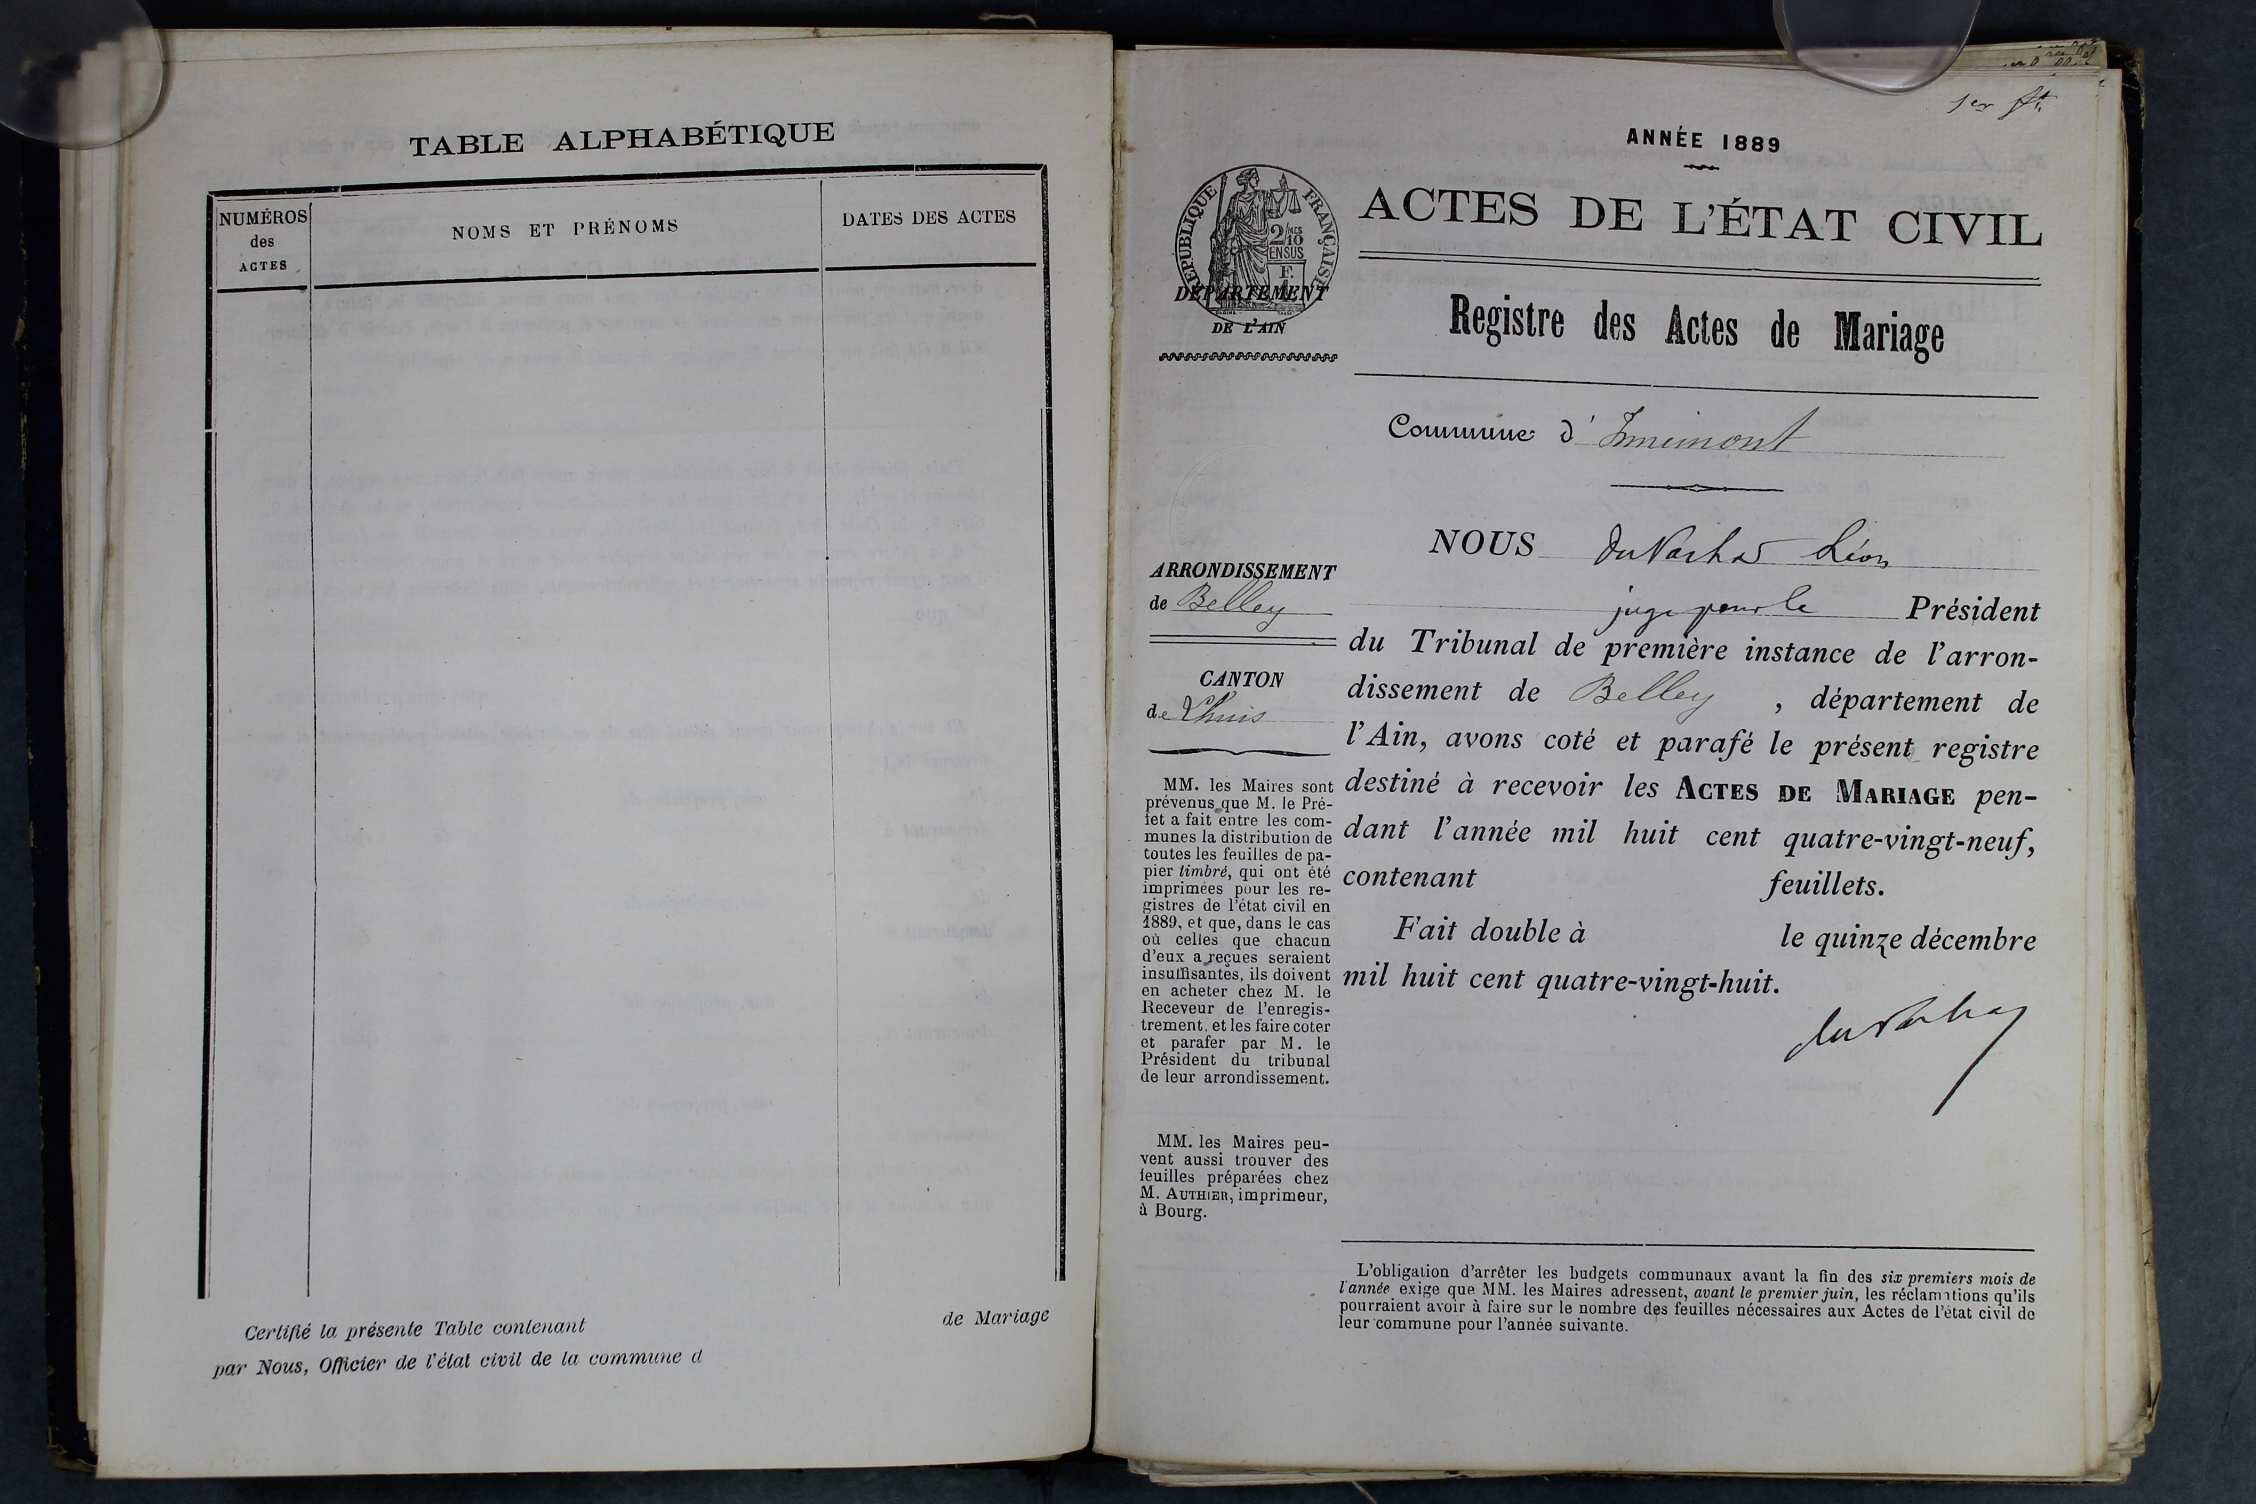 TABLE ALPHABÉTIQUE
NUMÉROS
des
ACTES
NOMS ET PRÉNOMS
DATES DES ACTES
Certifié la présente Table contenant de Mariage
par Nous, Officier de l'état civil de la commune d
1er
ANNÉE 1889
RÉPUBLIQUE FRANÇAISE
2/10
EN SUS
DÉPARTEMENT
DE L'AIN
ACTES DE L'ÉTAT CIVIL
Registre des Actes de Mariage
Commune d' Innimont
ARRONDISSEMENT
de Belley
CANTON
de Lhuis
MM. les Maires sont
prévenus que M. le Pré-
fet a fait entre les com-
munes la distribution de
toutes les feuilles de pa-
pier timbré, qui ont été
imprimées pour les re-
gistres de l'état civil en
1889, et que, dans le cas
où celles que chacun
d'eux a reçues seraient
insuffisantes, ils doivent
en acheter chez M. le
Receveur de l'enregis-
trement, et les faire coter
et parafer par M. le
Président du tribunal
de leur arrondissement.
MM. les Maires peu-
vent aussi trouver des
feuilles préparées chez
M. AUTHIER, imprimeur,
à Bourg.
NOUS Léon
juge pour le Président
du Tribunal de première instance de l'arron-
dissement de Belley , département de
l'Ain, avons coté et parafé le présent registre
destiné à recevoir les ACTES DE MARIAGE pen-
dant l'année mil huit cent quatre-vingt-neuf,
contenant feuillets.
Fait double à le quinze décembre
mil huit cent quatre-vingt-huit.
L'obligation d'arrêter les budgets communaux avant la fin des six premiers mois de
l'année exige que MM. les Maires adressent, avant le premier juin, les réclamations qu'ils
pourraient avoir à faire sur le nombre des feuilles nécessaires aux Actes de l'état civil de
leur commune pour l'année suivante.